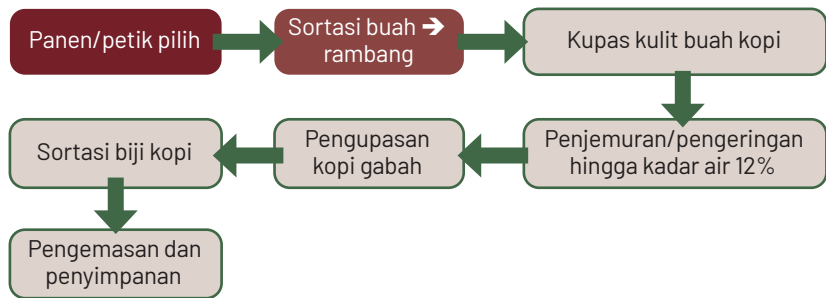 Panen/petik pilih
Sortasi buah ➔
rambang
Kupas kulit buah kopi
Penjemuran/pengeringan
hingga kadar air 12%
Pengupasan
kopi gabah
Sortasi biji kopi
Pengemasan dan
penyimpanan